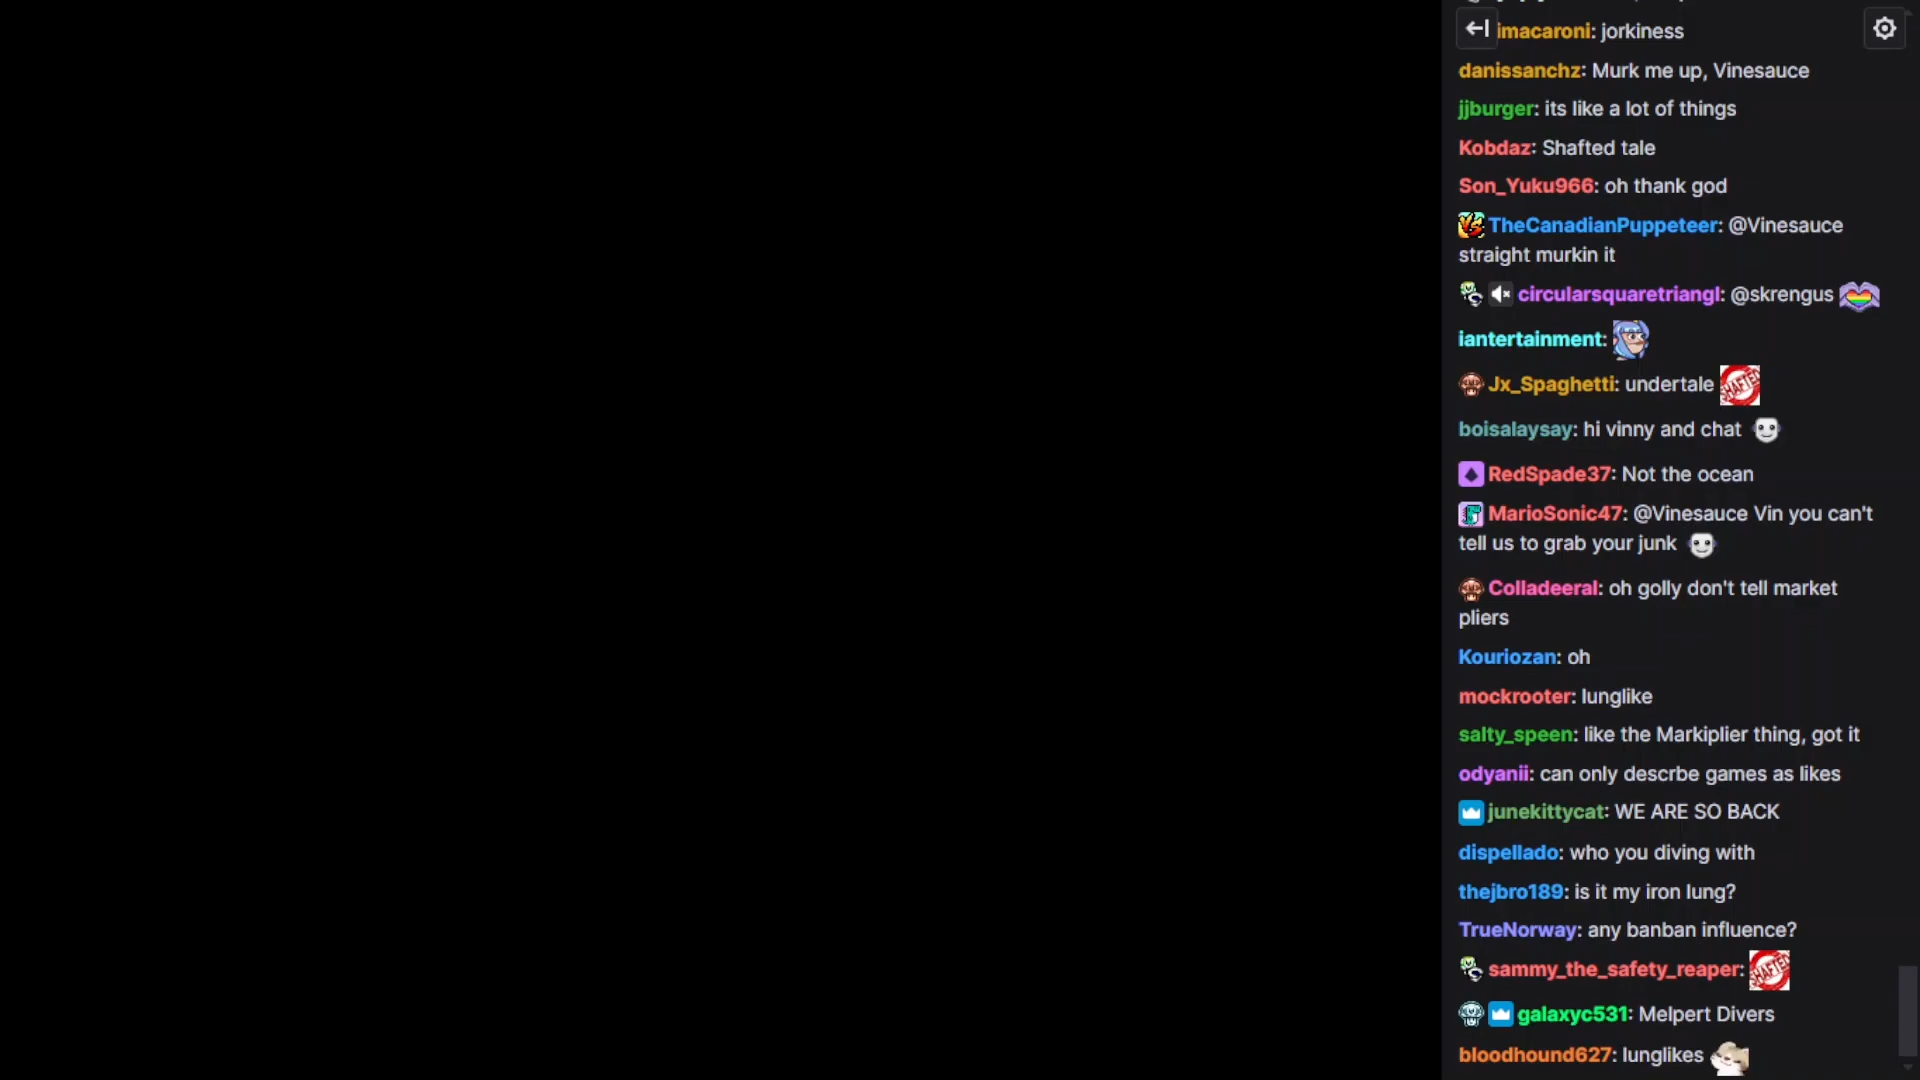 imacaroni: jorkiness
danissanchz: Murk me up, Vinesauce
jjburger: its like a lot of things
Kobdaz: Shafted tale
Son_Yuku966: oh thank god
TheCanadianPuppeteer: @Vinesauce
straight murkin it
circularsquaretriangl: @skrengus
iantertainment:
Jx_Spaghetti: undertale SHAFTED
boisalaysay: hi vinny and chat
RedSpade37: Not the ocean
MarioSonic47: @Vinesauce Vin you can't
tell us to grab your junk
Colladeeral: oh golly don't tell market
pliers
Kouriozan: oh
mockrooter: lunglike
salty_speen: like the Markiplier thing, got it
odyanii: can only descrbe games as likes
junekittycat: WE ARE SO BACK
dispellado: who you diving with
thejbro189: is it my iron lung?
TrueNorway: any banban influence?
sammy_the_safety_reaper: SHAFTED
galaxyc531: Melpert Divers
bloodhound627: lunglikes